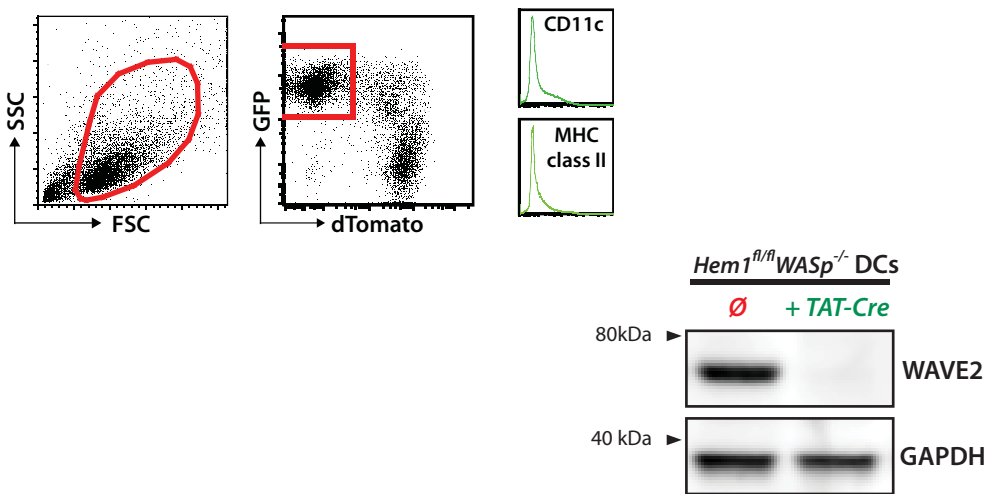 SSC
FSC
GFP
dTomato
CD11c
MHC
class II
Hem1fl/flWASp-/- DCs
Ø + TAT-Cre
80kDa
WAVE2
40 kDa
GAPDH